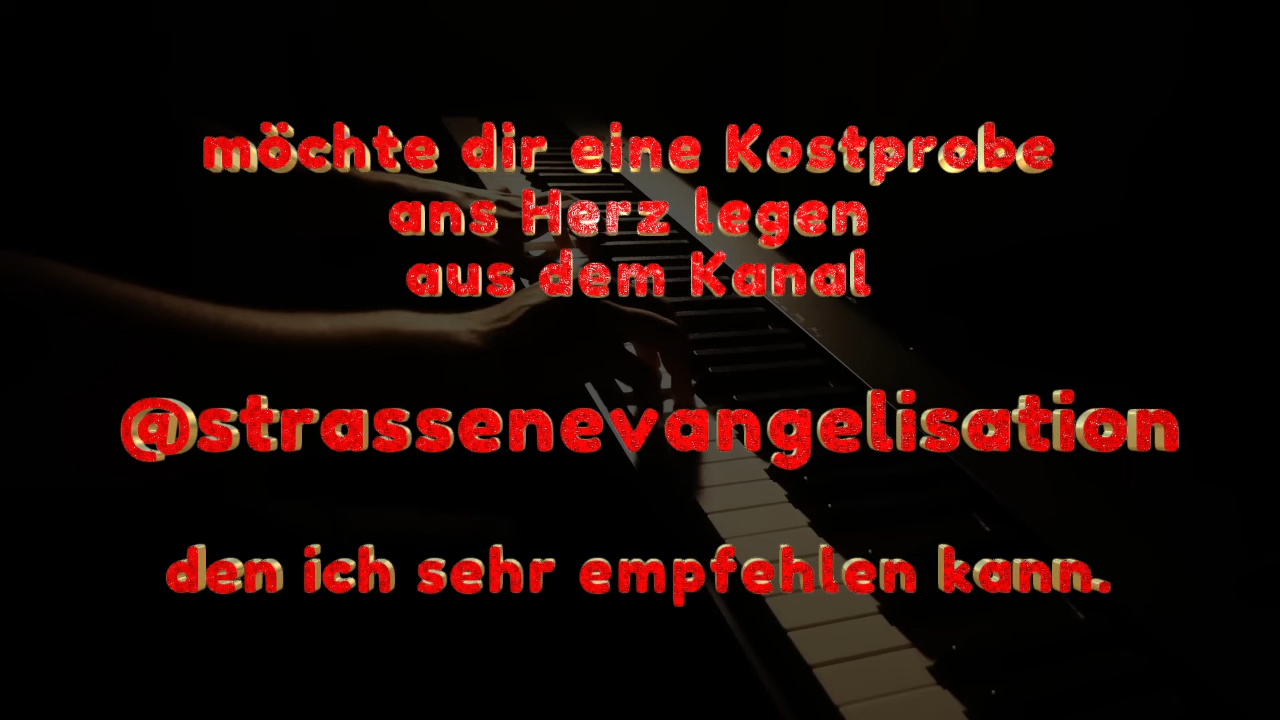 möchte dir eine Kostprobe
ans Herz legen
aus dem Kanal
@strassenevangelisation
den ich sehr empfehlen kann.